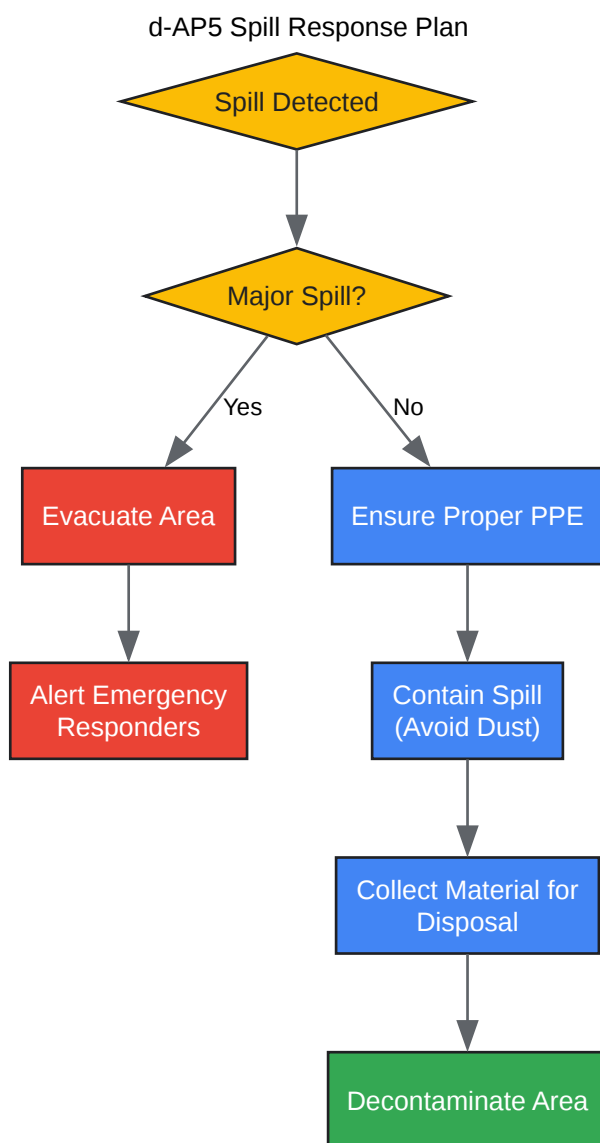 d-AP5 Spill Response Plan
Spill Detected
Major Spill?
Yes
No
Evacuate Area
Ensure Proper PPE
Alert Emergency
Responders
Contain Spill
(Avoid Dust)
Collect Material for
Disposal
Decontaminate Area